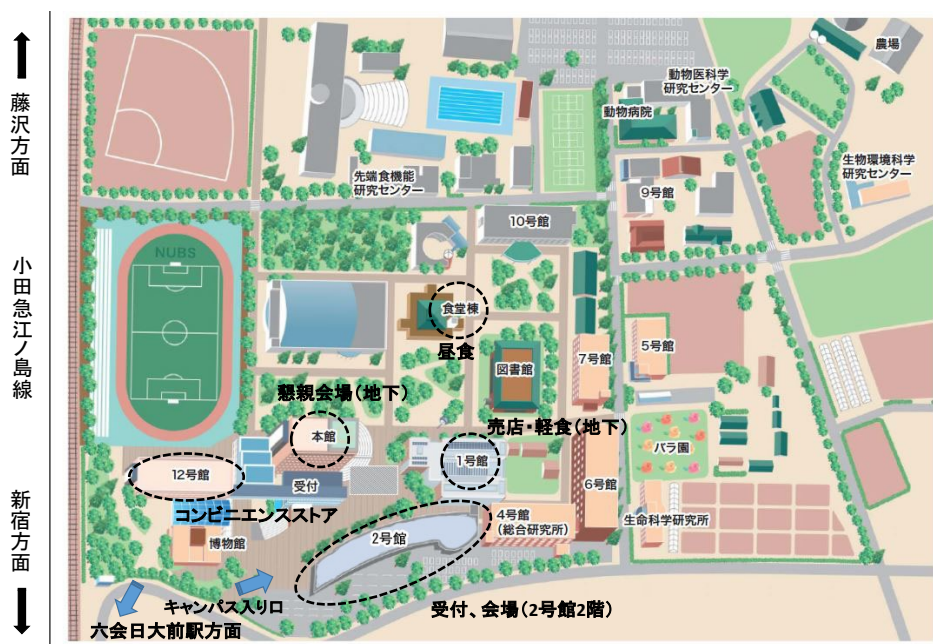 藤沢方面
小田急江ノ島線
新宿方面
農場
動物医科学
研究センター
動物病院
生物環境科学
研究センター
先端食機能
研究センター
9号館
10号館
NUBS
食堂棟
昼食
5号館
7号館
図書館
懇親会場(地下)
本館
売店・軽食(地下)
1号館
バラ園
12号館
受付
6号館
コンビニエンスストア
4号館
(総合研究所)
生命科学研究所
2号館
博物館
キャンパス入り口
受付、会場(2号館2階)
六会日大前駅方面